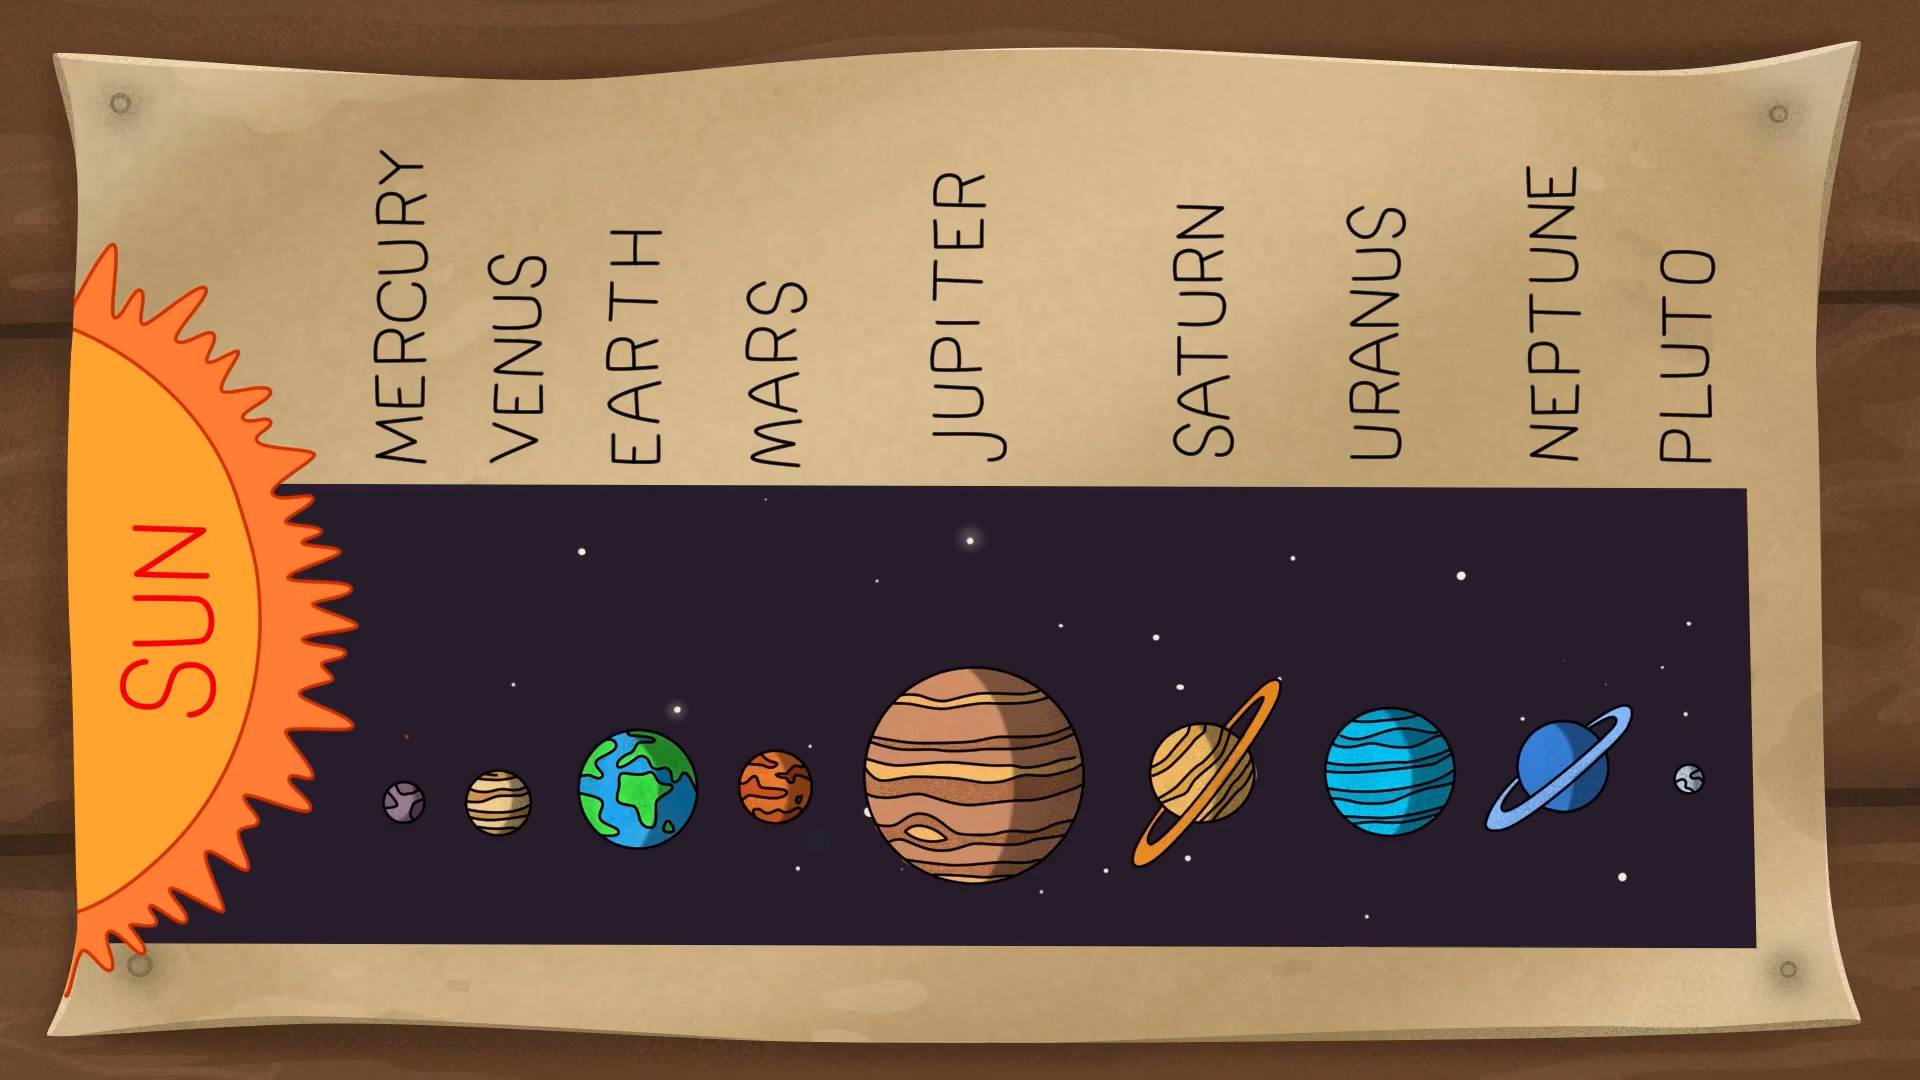 SUN
MERCURY
VENUS
EARTH
MARS
JUPITER
SATURN
URANUS
NEPTUNE
PLUTO